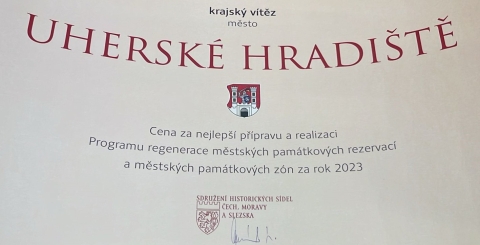 krajský vítěz
město
UHERSKÉ HRADIŠTĚ
Cena za nejlepší přípravu a realizaci
Programu regenerace městských památkových rezervací
a městských památkových zón za rok 2023
SDRUŽENÍ HISTORICKÝCH SÍDEL
ČECH, MORAVY
A SLEZSKA